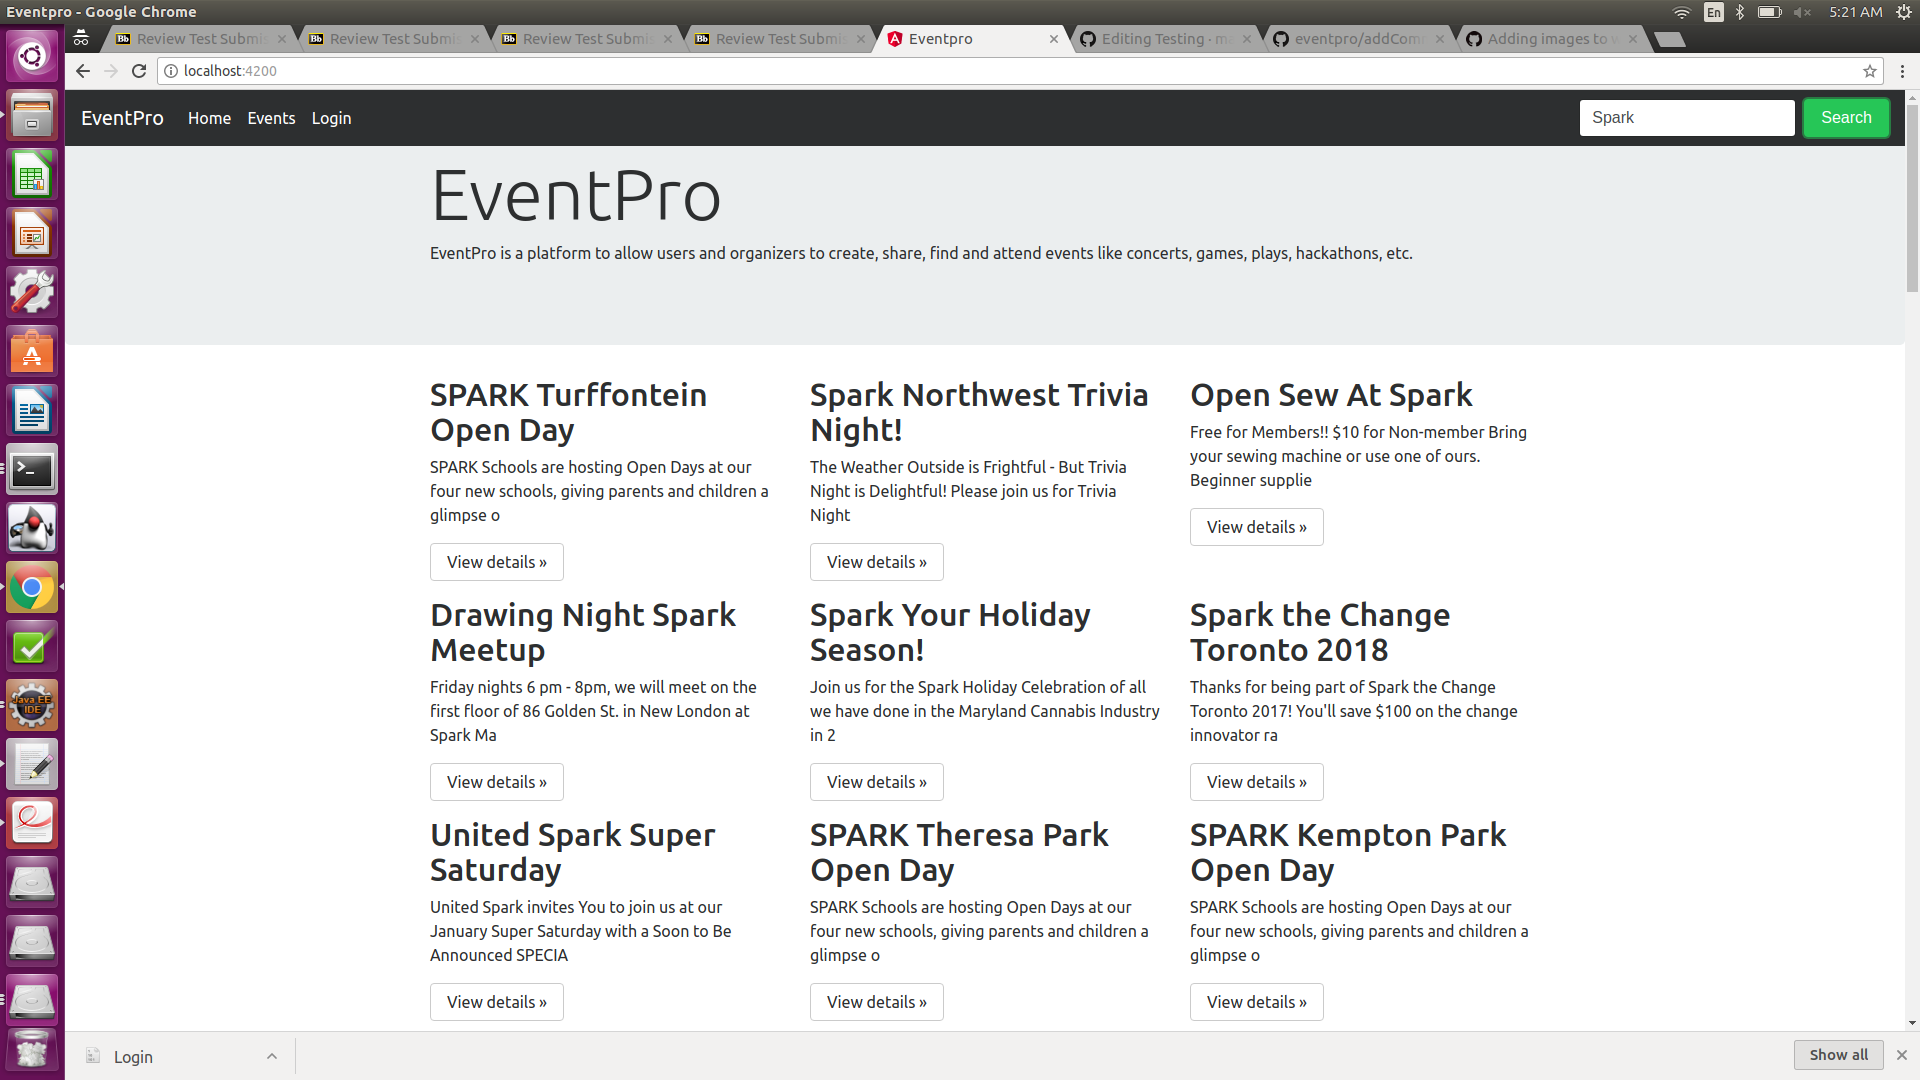 Eventpro - Google Chrome
En
5:21 AM
Bb Review Test Submis
Bb Review Test Submis
Bb Review Test Submis
Bb Review Test Submis
Eventpro
Editing Testing · m
eventpro/addCom
Adding images to
localhost:4200
EventPro Home Events Login
Spark
Search
EventPro
EventPro is a platform to allow users and organizers to create, share, find and attend events like concerts, games, plays, hackathons, etc.
SPARK Turffontein
Open Day
SPARK Schools are hosting Open Days at our
four new schools, giving parents and children a
glimpse o
View details »
Spark Northwest Trivia
Night!
The Weather Outside is Frightful - But Trivia
Night is Delightful! Please join us for Trivia
Night
View details »
Open Sew At Spark
Free for Members!! $10 for Non-member Bring
your sewing machine or use one of ours.
Beginner supplie
View details »
Drawing Night Spark
Meetup
Friday nights 6 pm - 8pm, we will meet on the
first floor of 86 Golden St. in New London at
Spark Ma
View details »
Spark Your Holiday
Season!
Join us for the Spark Holiday Celebration of all
we have done in the Maryland Cannabis Industry
in 2
View details »
Spark the Change
Toronto 2018
Thanks for being part of Spark the Change
Toronto 2017! You'll save $100 on the change
innovator ra
View details »
United Spark Super
Saturday
United Spark invites You to join us at our
January Super Saturday with a Soon to Be
Announced SPECIA
View details »
SPARK Theresa Park
Open Day
SPARK Schools are hosting Open Days at our
four new schools, giving parents and children a
glimpse o
View details »
SPARK Kempton Park
Open Day
SPARK Schools are hosting Open Days at our
four new schools, giving parents and children a
glimpse o
View details »
Java EE
IDE
Login
Show all